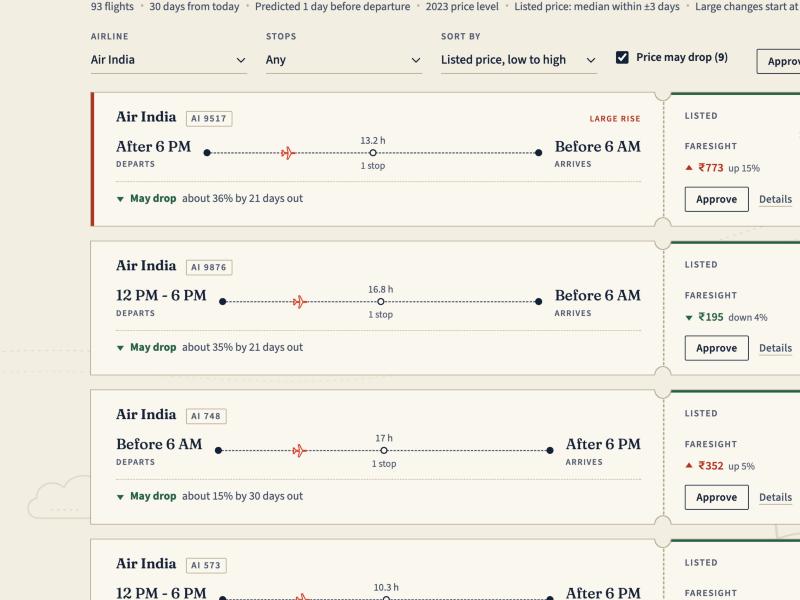 93 flights • 30 days from today • Predicted 1 day before departure • 2023 price level • Listed price: median within ±3 days • Large changes start at
AIRLINE STOPS SORT BY
Air India Any Listed price, low to high Price may drop (9)
Air India AI 9517 LARGE RISE LISTED
After 6 PM 13.2 h Before 6 AM FARESIGHT
DEPARTS 1 stop ARRIVES ₹773 up 15%
May drop about 36% by 21 days out Approve Details
Air India AI 9876 LISTED
12 PM - 6 PM 16.8 h Before 6 AM FARESIGHT
DEPARTS 1 stop ARRIVES ₹195 down 4%
May drop about 35% by 21 days out Approve Details
Air India AI 748 LISTED
Before 6 AM 17 h After 6 PM FARESIGHT
DEPARTS 1 stop ARRIVES ₹352 up 5%
May drop about 15% by 30 days out Approve Details
Air India AI 573 LISTED
12 PM - 6 PM 10.3 h After 6 PM FARESIGHT